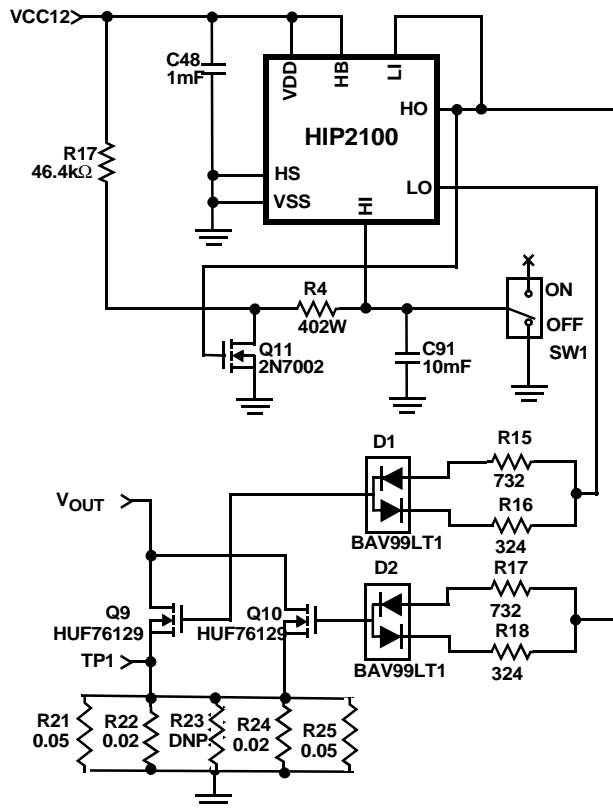 VCC12
C48
1mF
VDD
HB
LI
HO
HIP2100
R17
46.4kΩ
HS
VSS
LO
HI
R4
402W
ON
OFF
SW1
Q11
2N7002
C91
10mF
D1
R15
732
R16
324
BAV99LT1
VOUT
D2
R17
732
R18
324
BAV99LT1
Q9
HUF76129
Q10
HUF76129
TP1
R21
0.05
R22
0.02
R23
DNP
R24
0.02
R25
0.05